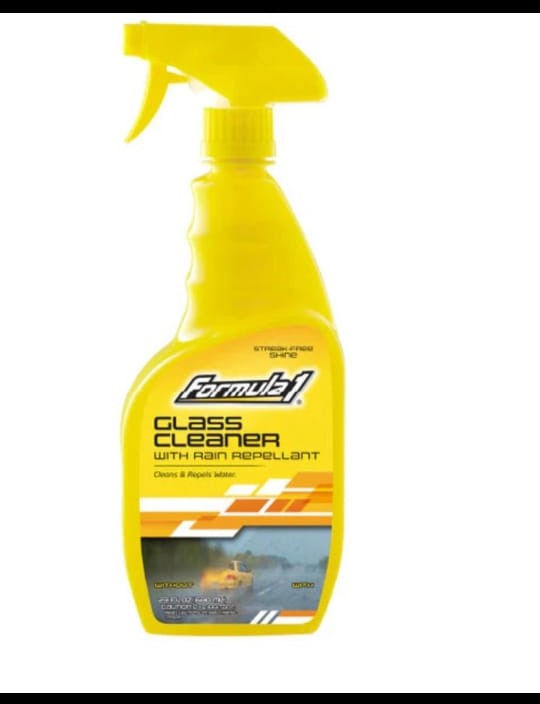 STREAK-FREE
SHINE
Formula1®
GLASS
CLEANER
WITH RAIN REPELLANT
Cleans & Repels Water.
WITHOUT WITH